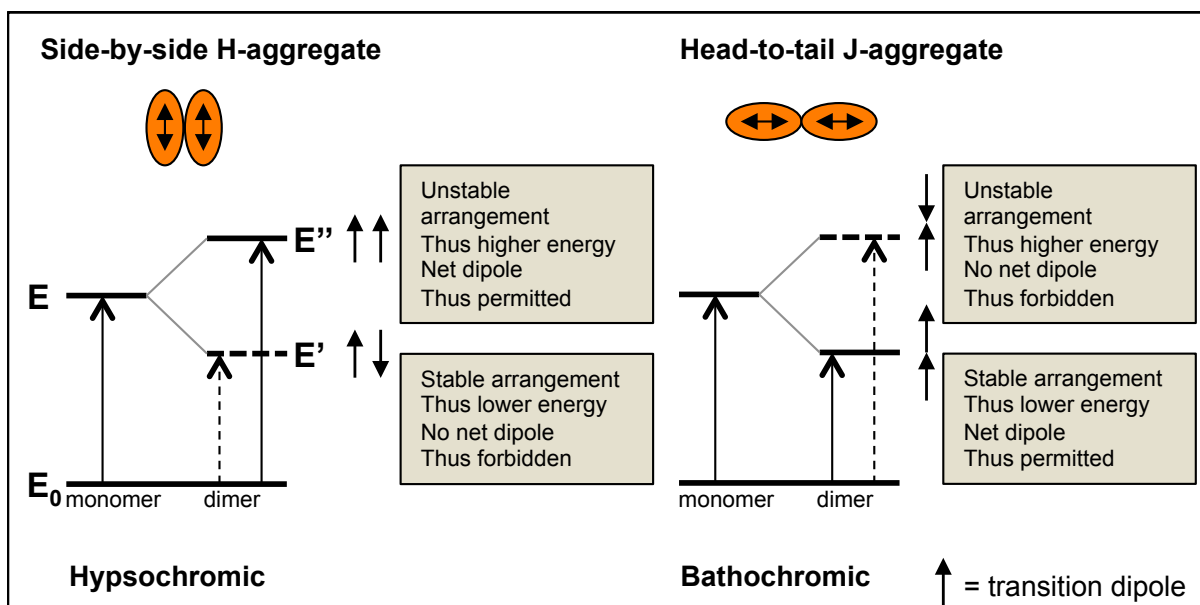 Side-by-side H-aggregate
E
E₀
monomer
dimer
E’’
E’
Unstable
arrangement
Thus higher energy
Net dipole
Thus permitted
Stable arrangement
Thus lower energy
No net dipole
Thus forbidden
Hypsochromic
Head-to-tail J-aggregate
monomer
dimer
Unstable
arrangement
Thus higher energy
No net dipole
Thus forbidden
Stable arrangement
Thus lower energy
Net dipole
Thus permitted
Bathochromic
= transition dipole